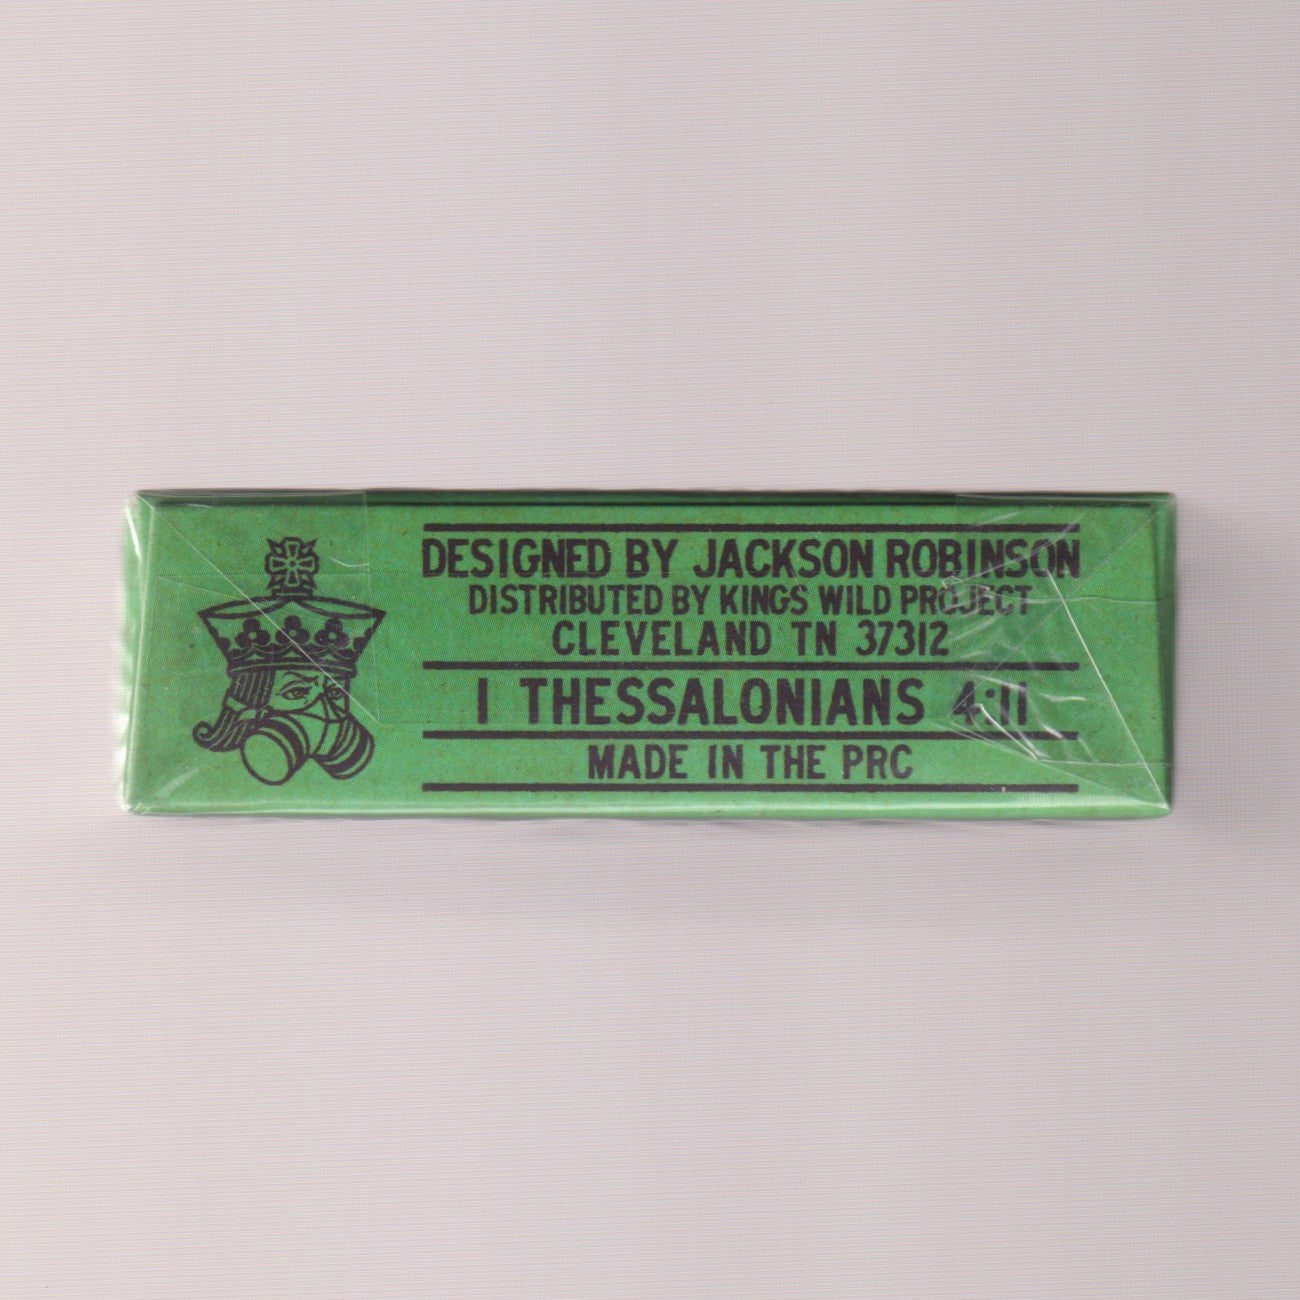 DESIGNED BY JACKSON ROBINSON
DISTRIBUTED BY KINGS WILD PROJECT
CLEVELAND TN 37312
I THESSALONIANS 4:11
MADE IN THE PRC